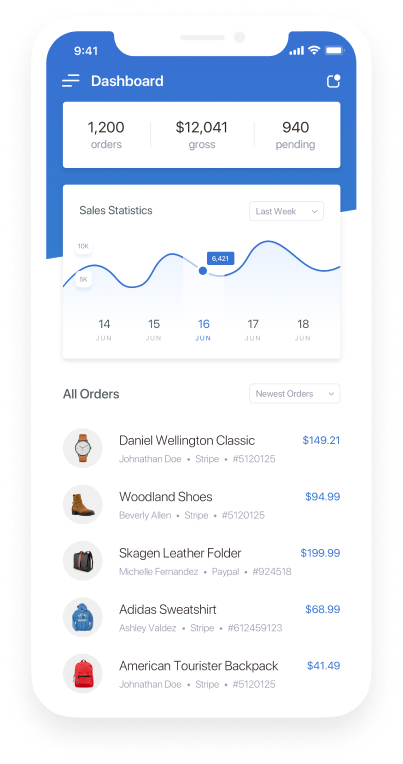 9:41
Dashboard
1,200 $12,041 940
orders gross pending
Sales Statistics Last Week
10K
6,421
5K
14 15 16 17 18
JUN JUN JUN JUN JUN
All Orders Newest Orders
Daniel Wellington Classic $149.21
Johnathan Doe • Stripe • #5120125
Woodland Shoes $94.99
Beverly Allen • Stripe • #5120125
Skagen Leather Folder $199.99
Michelle Fernandez • Paypal • #924518
Adidas Sweatshirt $68.99
Ashley Valdez • Stripe • #612459123
American Tourister Backpack $41.49
Johnathan Doe • Stripe • #5120125